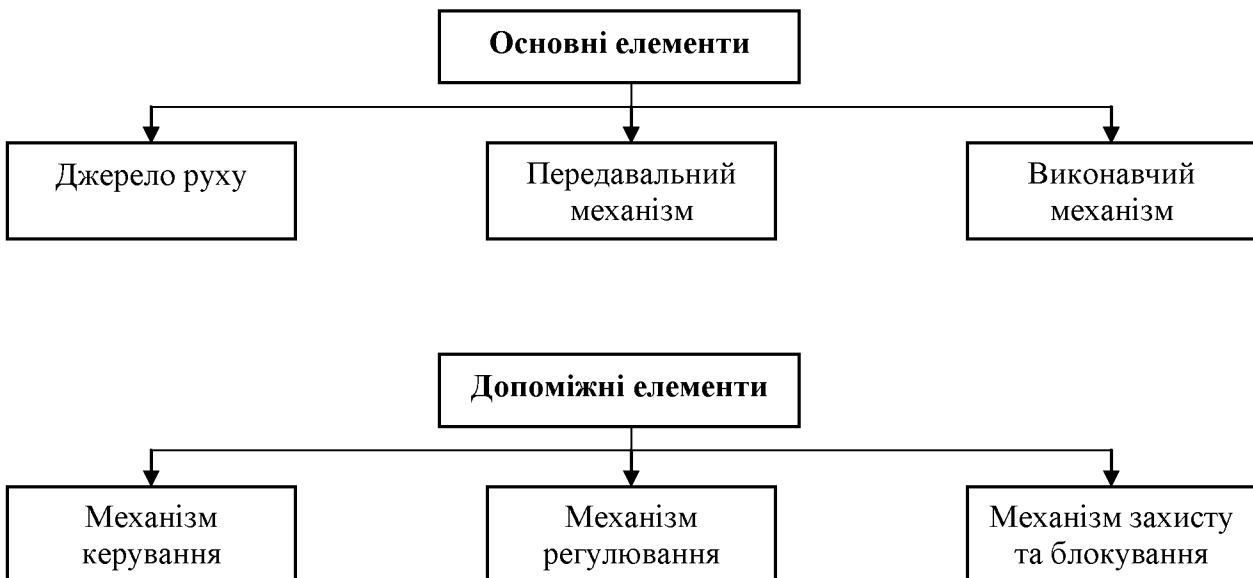 Основні елементи
Джерело руху
Передавальний
механізм
Виконавчий
механізм
Допоміжні елементи
Механізм
керування
Механізм
регулювання
Механізм захисту
та блокування